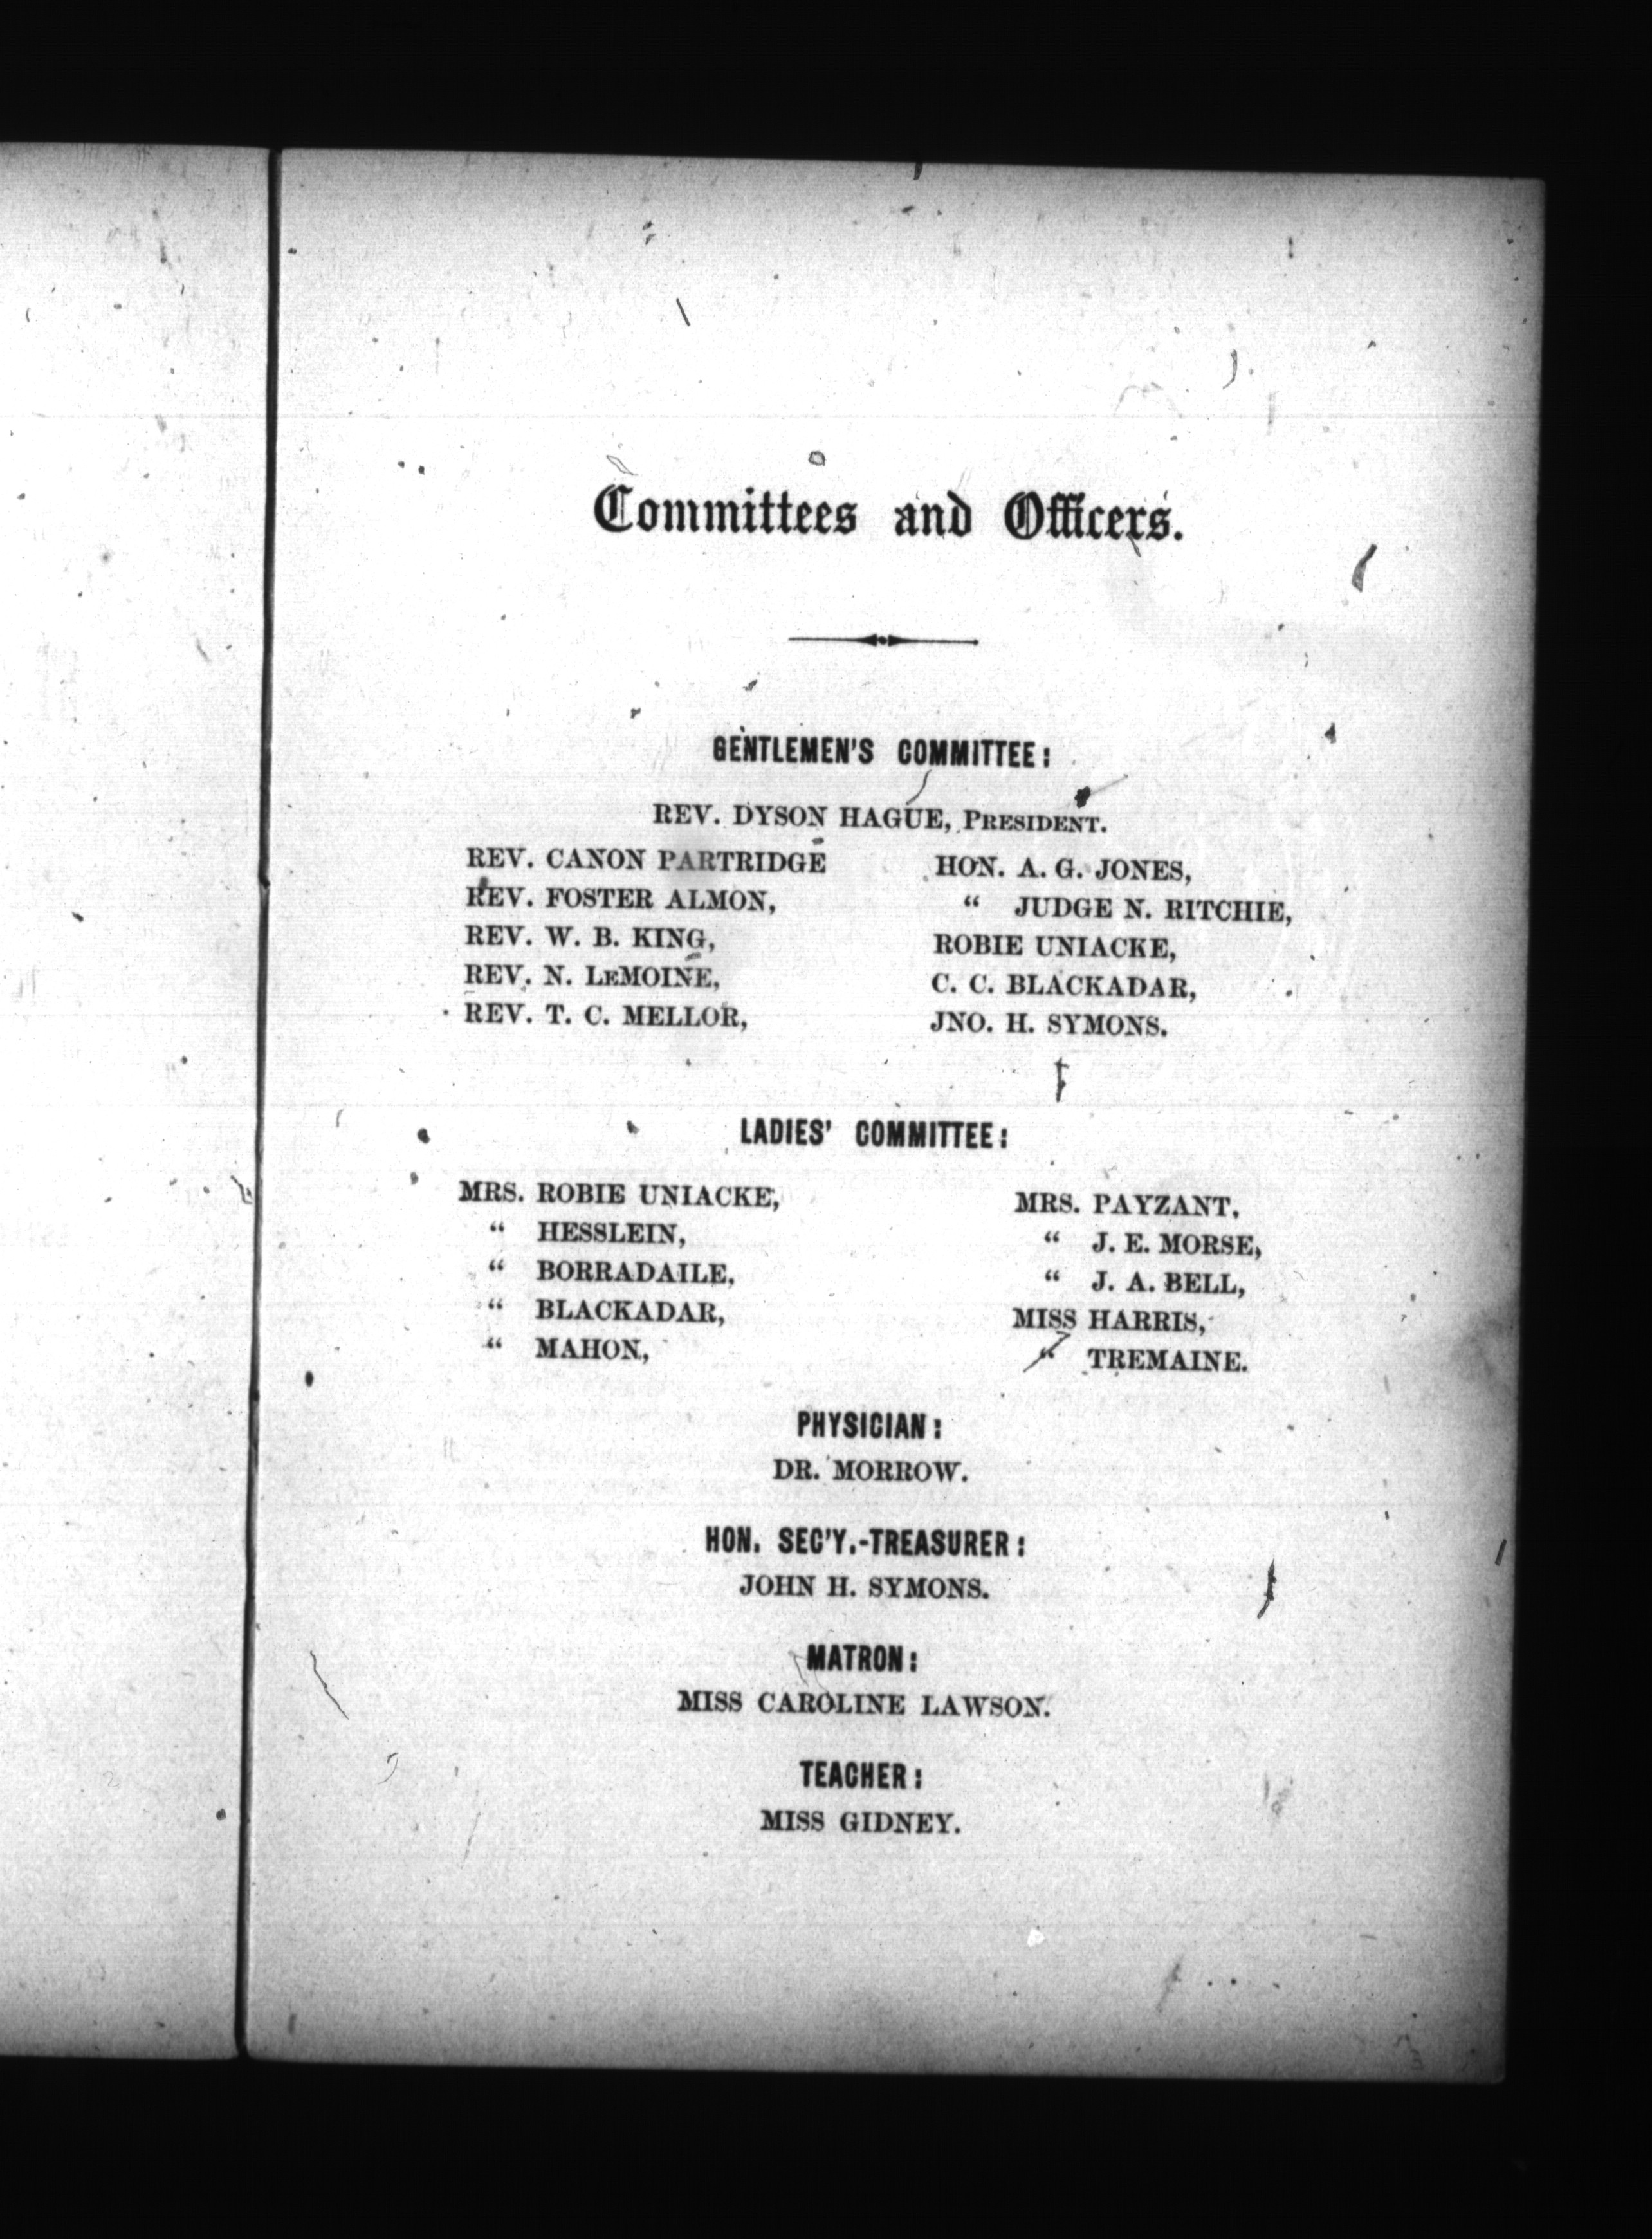 Committees and Officers.
GENTLEMEN'S COMMITTEE:
REV. DYSON HAGUE, PRESIDENT.
REV. CANON PARTRIDGE
REV. FOSTER ALMON,
REV. W. B. KING,
REV. N. LEMOINE,
REV. T. C. MELLOR,
HON. A. G. JONES,
“ JUDGE N. RITCHIE,
ROBIE UNIACKE,
C. C. BLACKADAR,
JNO. H. SYMONS.
LADIES' COMMITTEE:
MRS. ROBIE UNIACKE,
“ HESSLEIN,
“ BORRADAILE,
“ BLACKADAR,
“ MAHON,
MRS. PAYZANT,
“ J. E. MORSE,
“ J. A. BELL,
MISS HARRIS,
“ TREMAINE.
PHYSICIAN:
DR. MORROW.
HON. SEC'Y.-TREASURER:
JOHN H. SYMONS.
MATRON:
MISS CAROLINE LAWSON.
TEACHER:
MISS GIDNEY.